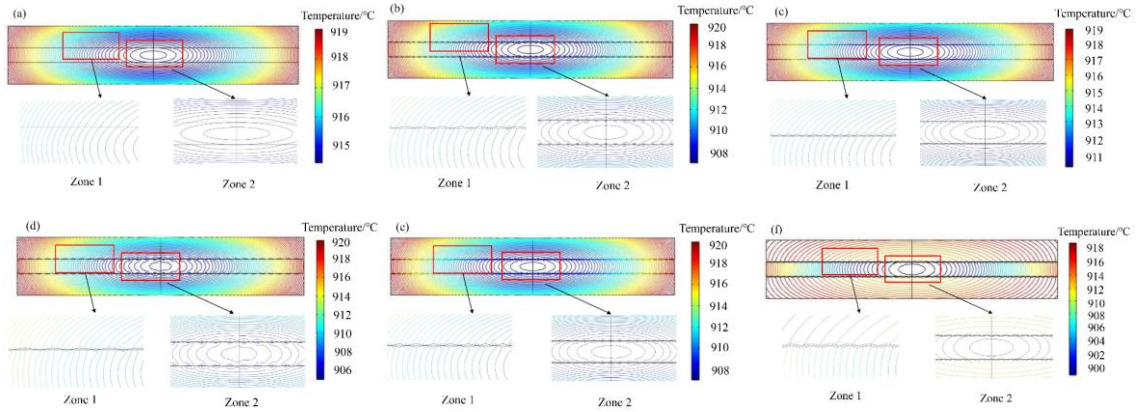 (a)
Temperature/°C
919
918
917
916
915
Zone 1
Zone 2
(b)
Temperature/°C
920
918
916
914
912
910
908
Zone 1
Zone 2
(c)
Temperature/°C
919
918
917
916
915
914
913
912
911
Zone 1
Zone 2
(d)
Temperature/°C
920
918
916
914
912
910
908
906
Zone 1
Zone 2
(e)
Temperature/°C
920
918
916
914
912
910
908
Zone 1
Zone 2
(f)
Temperature/°C
918
916
914
912
910
908
906
904
902
900
Zone 1
Zone 2